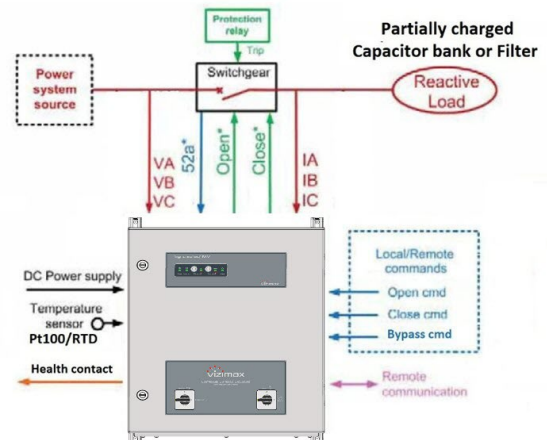 Protection
relay
Trip
Partially charged
Capacitor bank or Filter
Power
system
source
Switchgear
Reactive
Load
VA
VB
VC
52a*
Open*
Close*
IA
IB
IC
DC Power supply
Temperature
sensor
Pt100/RTD
Health contact
Local/Remote
commands
Open cmd
Close cmd
Bypass cmd
Remote
communication
vizimax